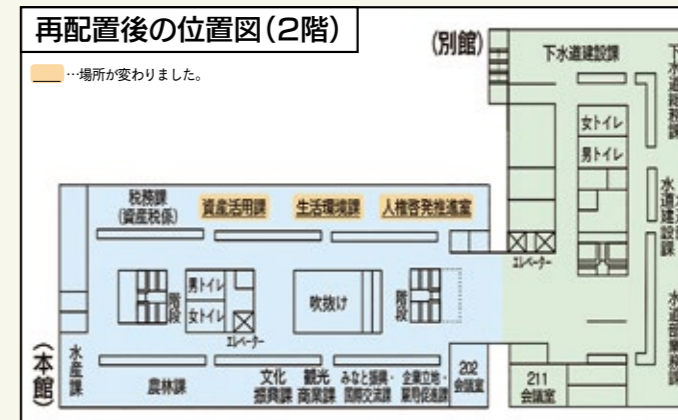 再配置後の位置図(2階)
…場所が変わりました。
(別館)
下水道建設課
下水道総務課
女トイレ
男トイレ
水道建設課
水道部業務課
エレベーター
211
会議室
(本館)
税務課
(資産税係)
資産活用課
生活環境課
人権啓発推進室
階段
男トイレ
女トイレ
エレベーター
吹抜け
階段
水産課
農林課
文化
振興課
観光
商業課
みなと振興・
国際交流課
企業立地・
雇用促進課
202
会議室